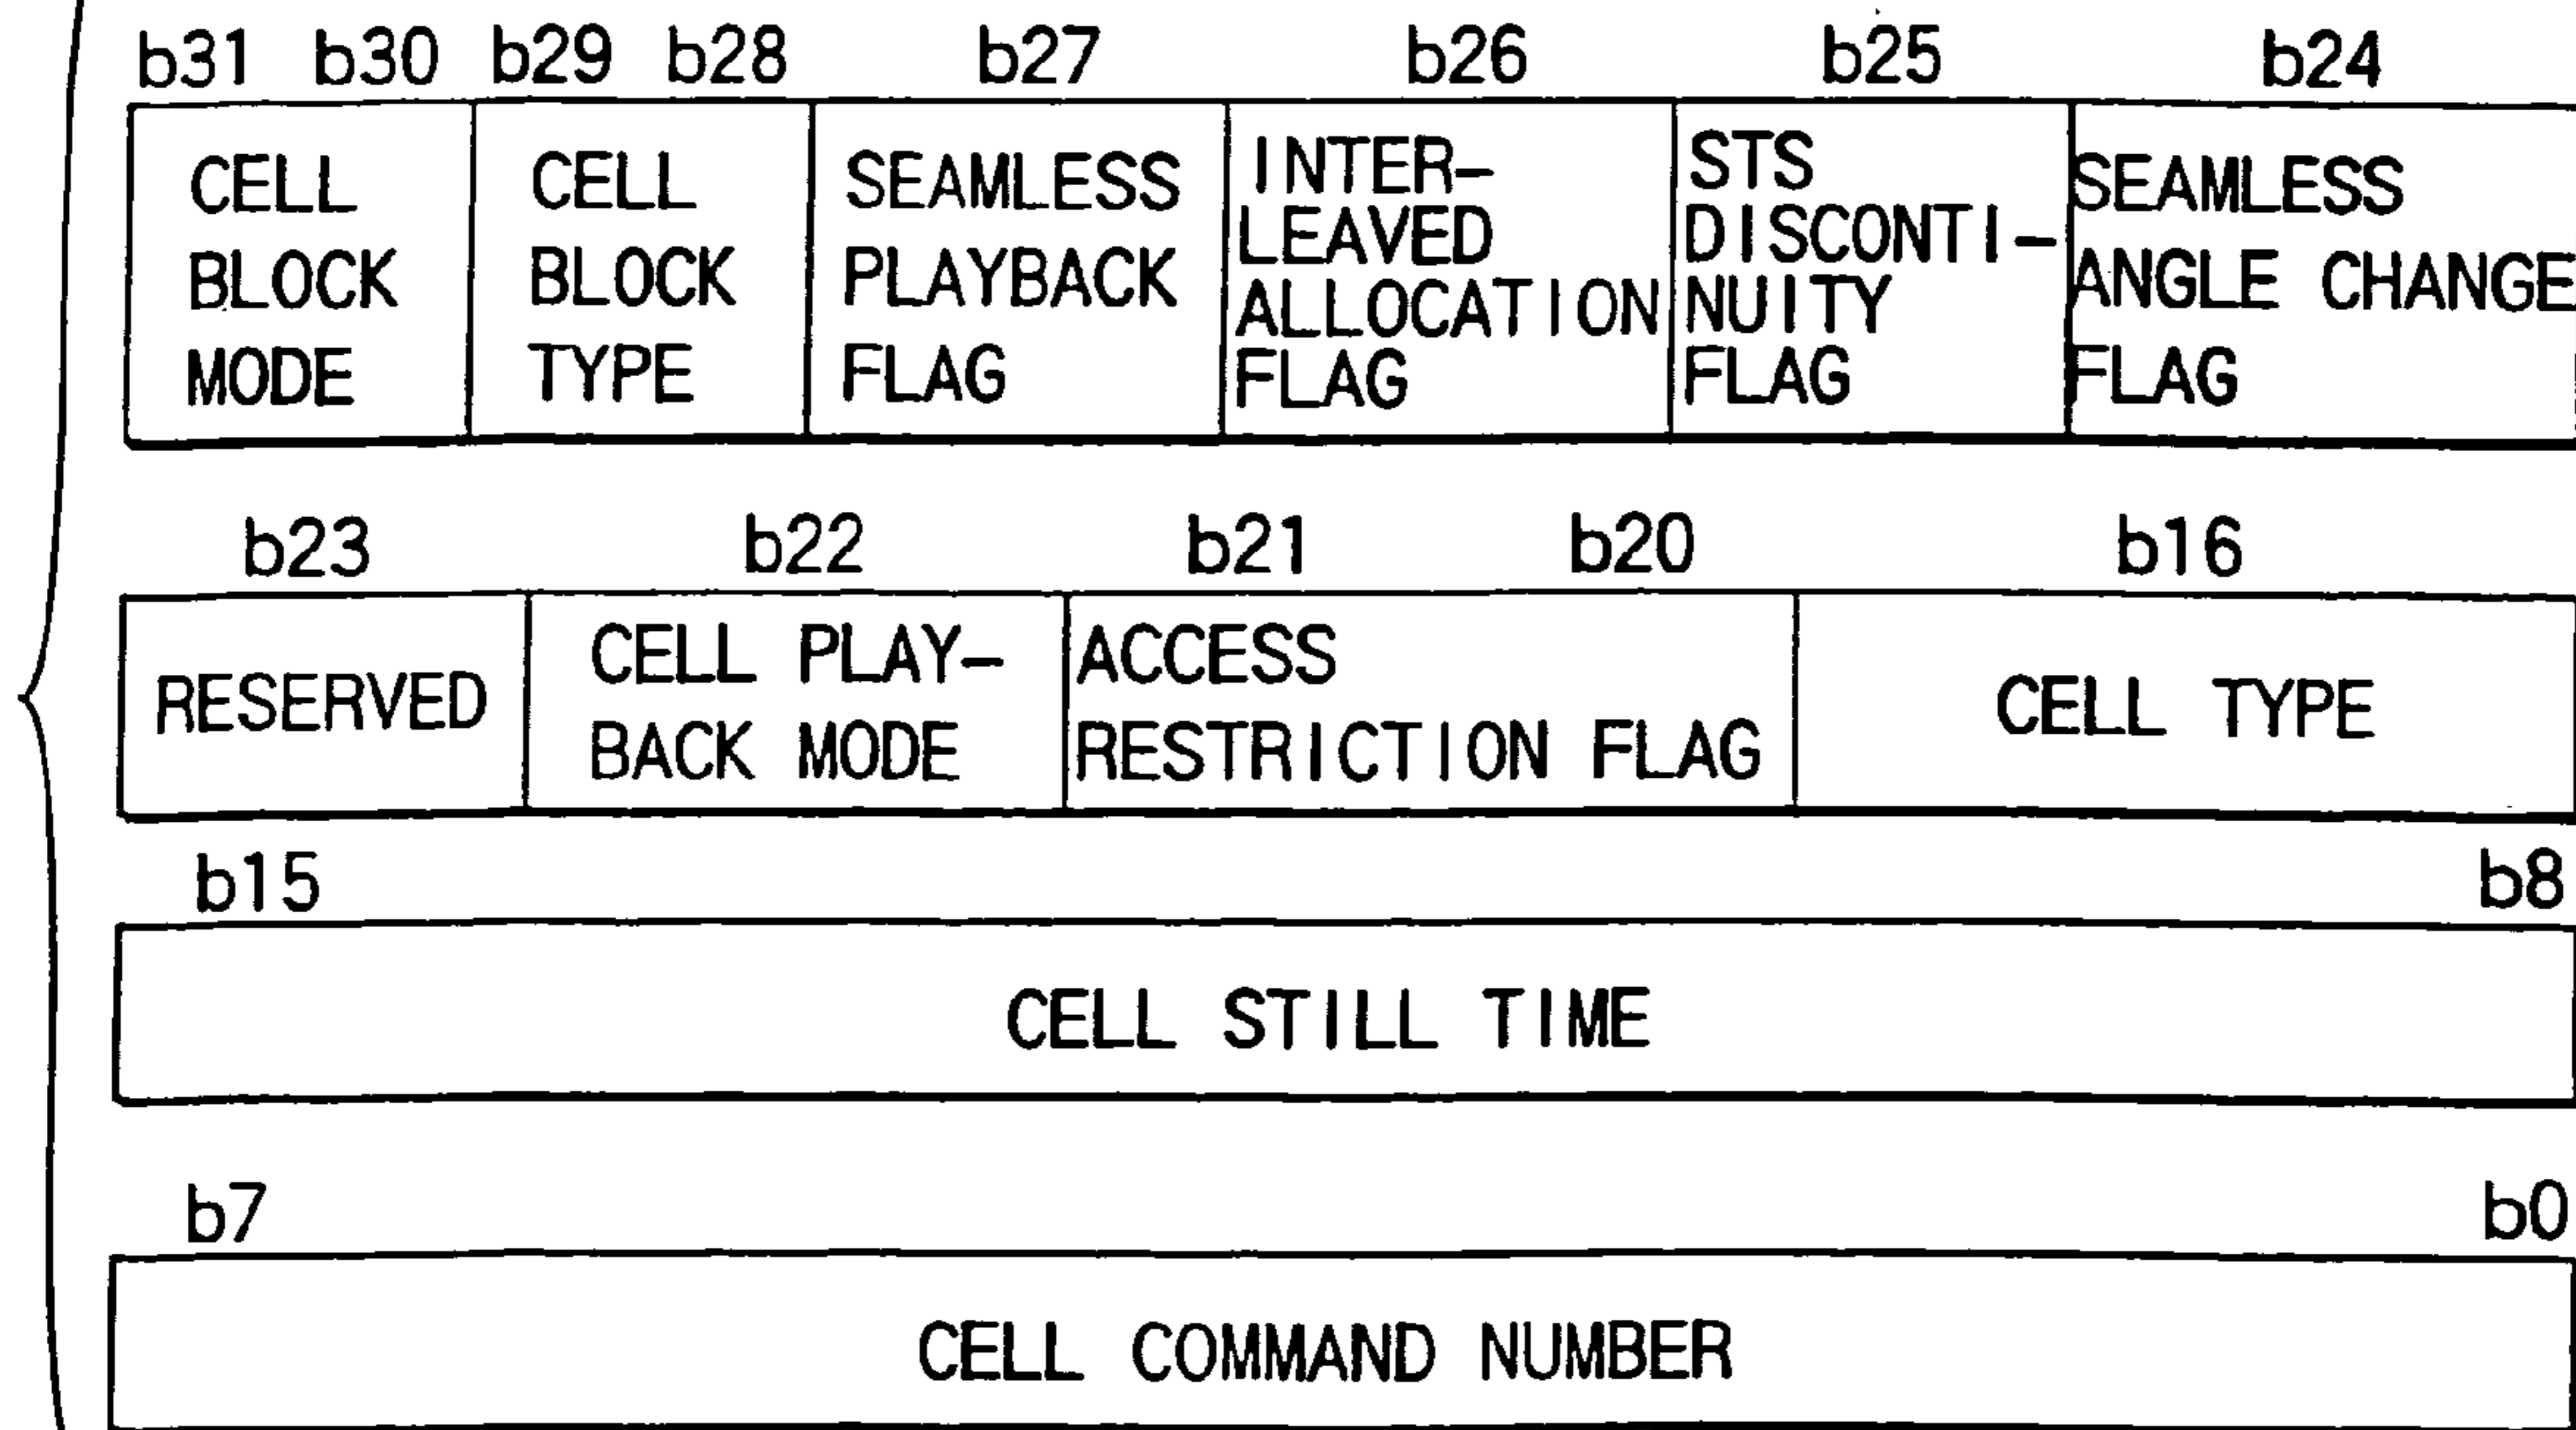 b31 b30 b29 b28 b27 b26 b25 b24
CELL
BLOCK
MODE
CELL
BLOCK
TYPE
SEAMLESS
PLAYBACK
FLAG
INTER-
LEAVED
ALLOCATION
FLAG
STS
DISCONTI-
NUITY
FLAG
SEAMLESS
ANGLE CHANGE
FLAG
b23 b22 b21 b20 b16
RESERVED
CELL PLAY-
BACK MODE
ACCESS
RESTRICTION FLAG
CELL TYPE
b15 b8
CELL STILL TIME
b7 b0
CELL COMMAND NUMBER